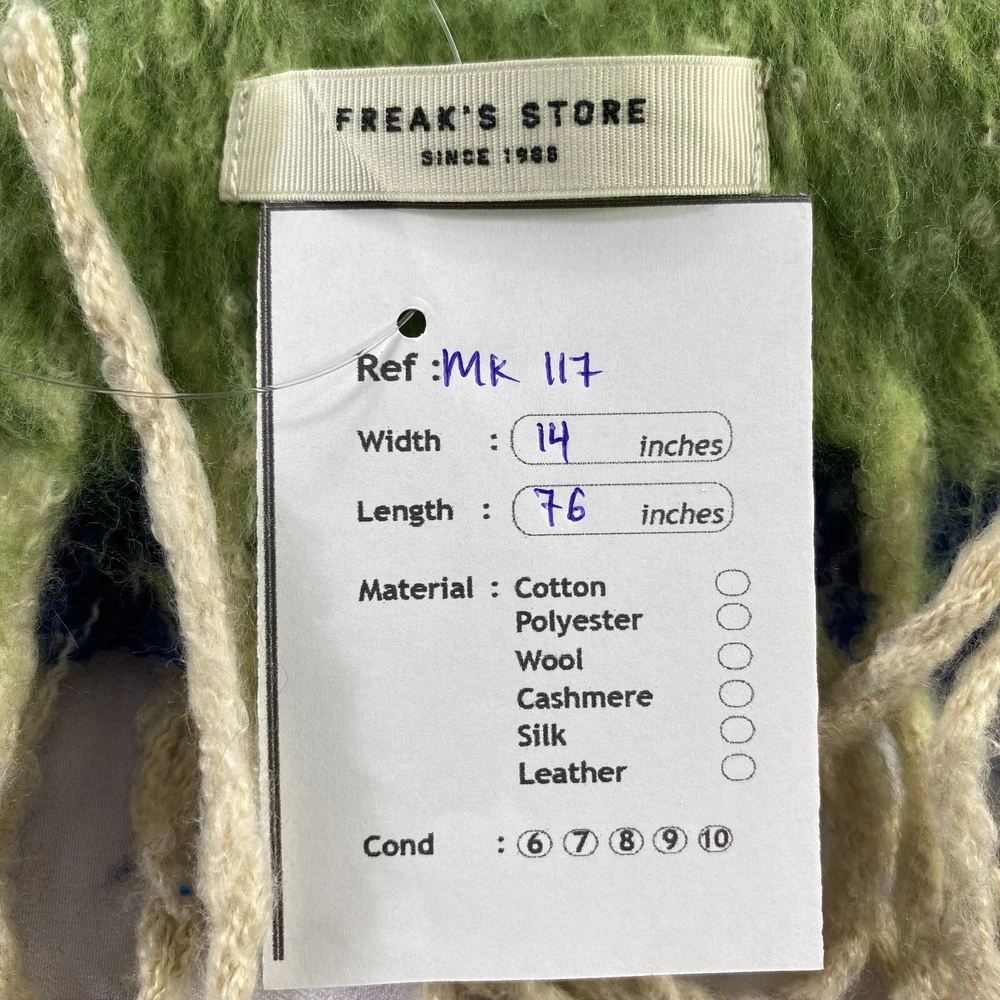 FREAK'S STORE
SINCE 1986
Ref :MK 117
Width : 14 inches
Length : 76 inches
Material : Cotton
Polyester
Wool
Cashmere
Silk
Leather
Cond : 6 7 8 9 10